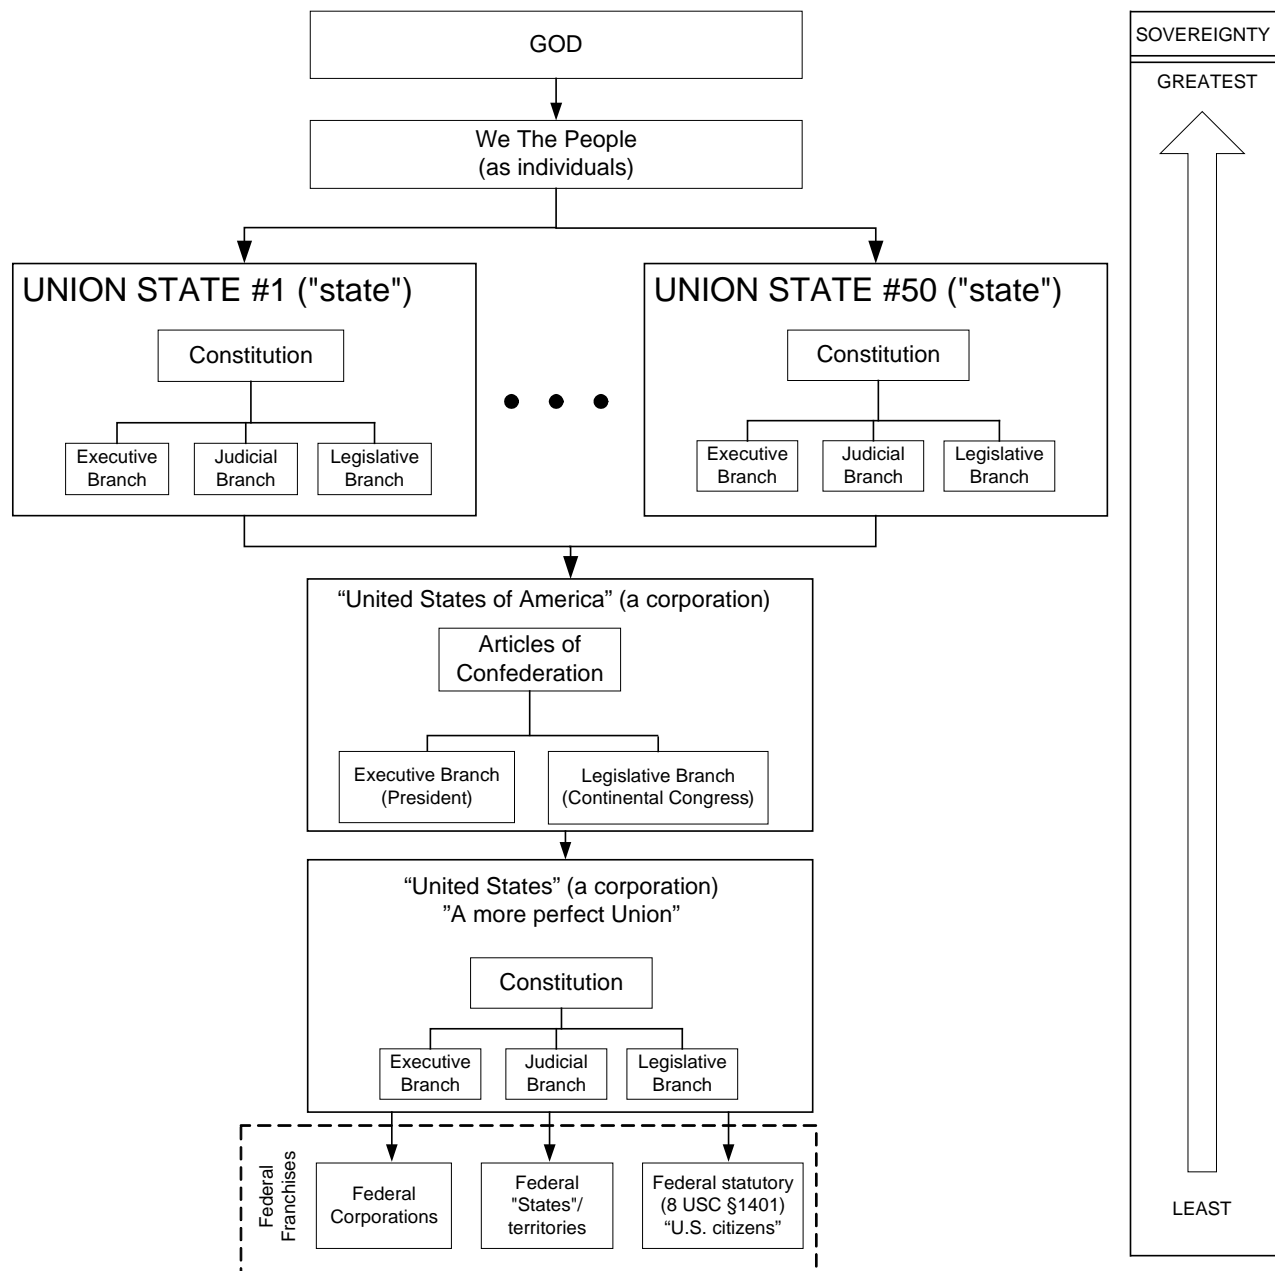 GOD
We The People
(as individuals)
UNION STATE #1 ("state")
Constitution
Executive
Branch
Judicial
Branch
Legislative
Branch
UNION STATE #50 ("state")
Constitution
Executive
Branch
Judicial
Branch
Legislative
Branch
“United States of America” (a corporation)
Articles of
Confederation
Executive Branch
(President)
Legislative Branch
(Continental Congress)
“United States” (a corporation)
”A more perfect Union”
Constitution
Executive
Branch
Judicial
Branch
Legislative
Branch
Federal
Franchises
Federal
Corporations
Federal
"States"/
territories
Federal statutory
(8 USC §1401)
“U.S. citizens”
SOVEREIGNTY
GREATEST
LEAST